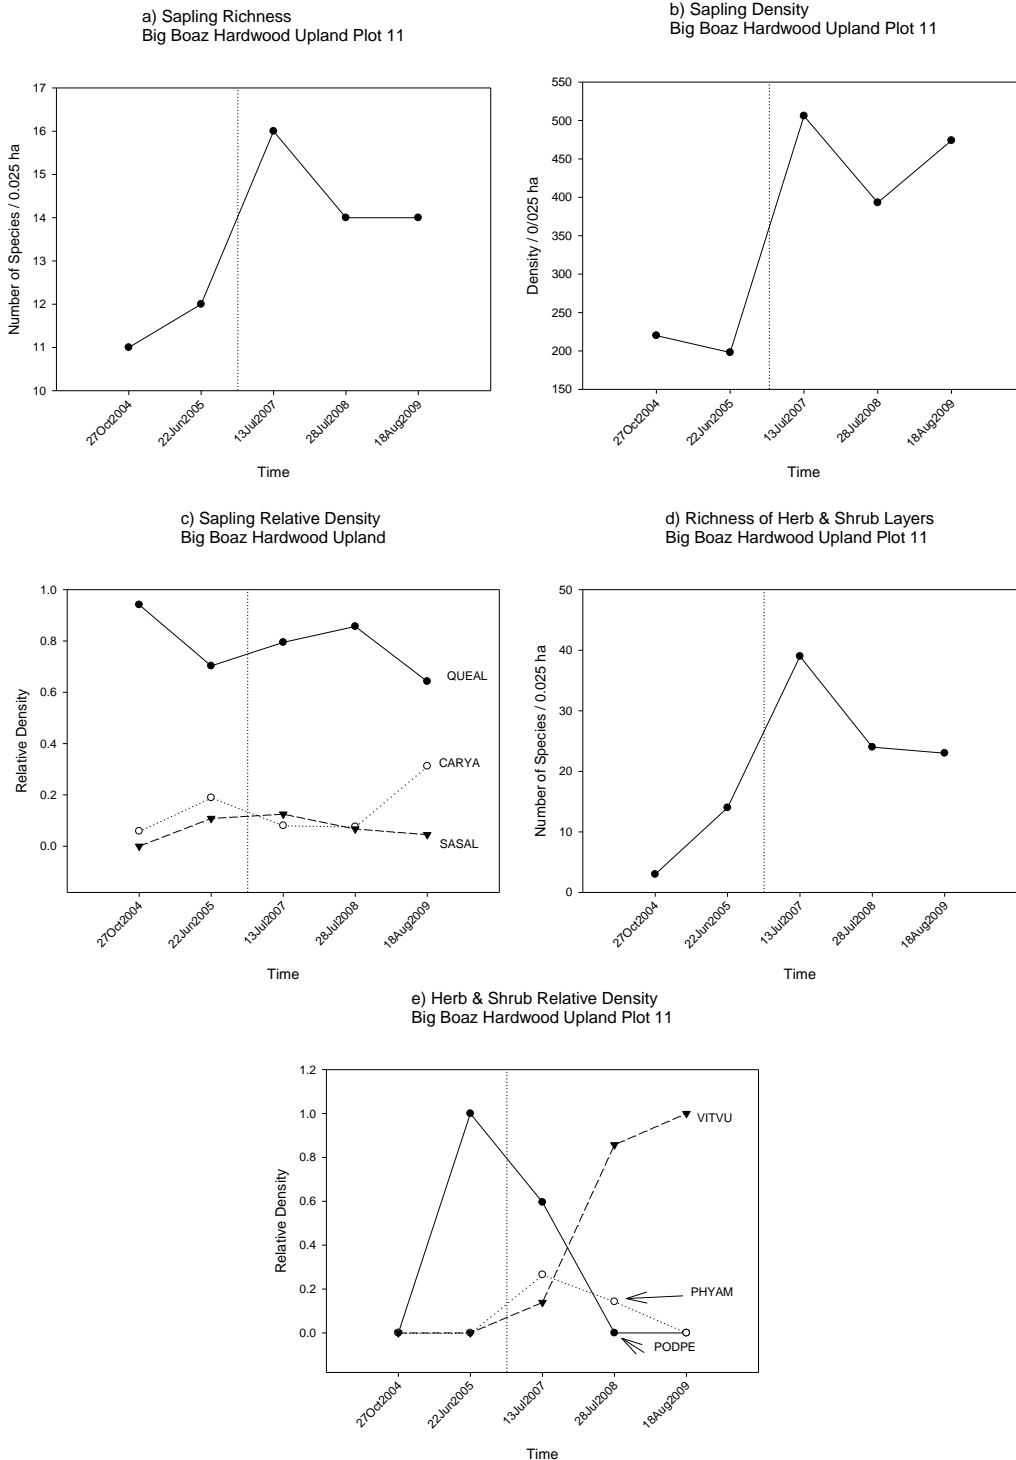 a) Sapling Richness
Big Boaz Hardwood Upland Plot 11
Number of Species / 0.025 ha
17
16
15
14
13
12
11
10
27Oct2004
22Jun2005
13Jul2007
28Jul2008
18Aug2009
Time
b) Sapling Density
Big Boaz Hardwood Upland Plot 11
Density / 0/025 ha
550
500
450
400
350
300
250
200
150
27Oct2004
22Jun2005
13Jul2007
28Jul2008
18Aug2009
Time
c) Sapling Relative Density
Big Boaz Hardwood Upland
Relative Density
1.0
0.8
0.6
0.4
0.2
0.0
QUEAL
CARYA
SASAL
27Oct2004
22Jun2005
13Jul2007
28Jul2008
18Aug2009
Time
d) Richness of Herb & Shrub Layers
Big Boaz Hardwood Upland Plot 11
Number of Species / 0.025 ha
50
40
30
20
10
0
27Oct2004
22Jun2005
13Jul2007
28Jul2008
18Aug2009
Time
e) Herb & Shrub Relative Density
Big Boaz Hardwood Upland Plot 11
Relative Density
1.2
1.0
0.8
0.6
0.4
0.2
0.0
VITVU
PHYAM
PODPE
27Oct2004
22Jun2005
13Jul2007
28Jul2008
18Aug2009
Time